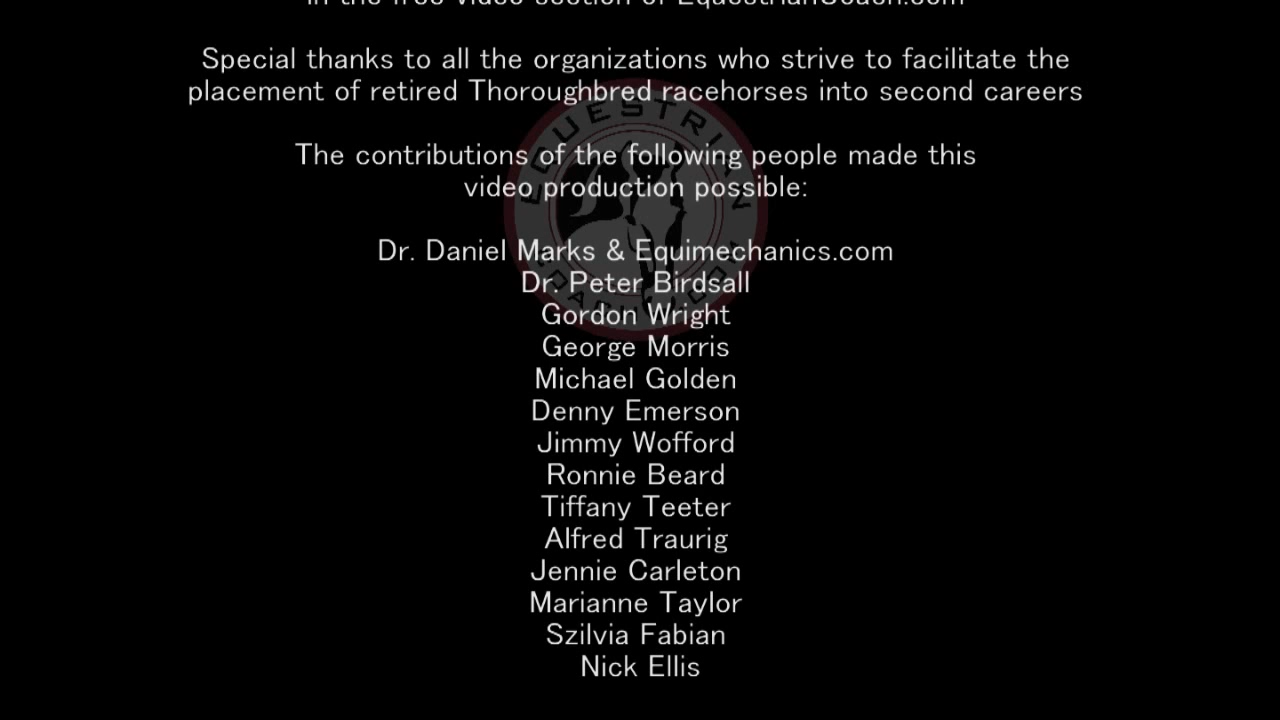 in the free video section of EquestrianCoach.com
Special thanks to all the organizations who strive to facilitate the
placement of retired Thoroughbred racehorses into second careers
The contributions of the following people made this
video production possible:
Dr. Daniel Marks & Equimechanics.com
Dr. Peter Birdsall
Gordon Wright
George Morris
Michael Golden
Denny Emerson
Jimmy Wofford
Ronnie Beard
Tiffany Teeter
Alfred Traurig
Jennie Carleton
Marianne Taylor
Szilvia Fabian
Nick Ellis
EQUESTRIAN
COACH.COM